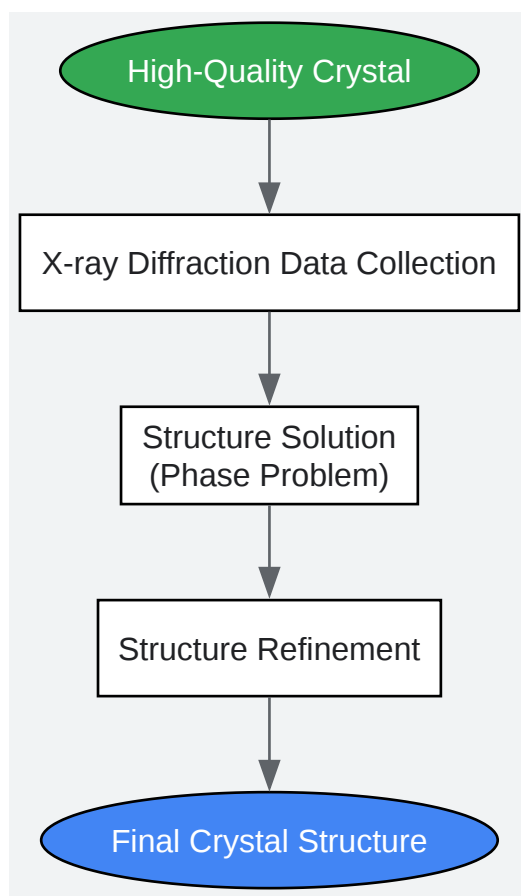 High-Quality Crystal
X-ray Diffraction Data Collection
Structure Solution
(Phase Problem)
Structure Refinement
Final Crystal Structure